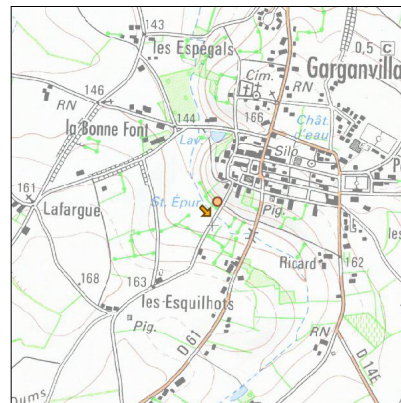 143
les Espégals
0,5 C
Garganvilla
Cim.
RN
146
RN
la Bonne Font
144
166
Chât.
d'eau
Lav.
Silo
161
St. Épur
Lafargue
Pig.
Ricard
162
168
163
les-Esquilhots
Pig.
RN
D 61
D 14E